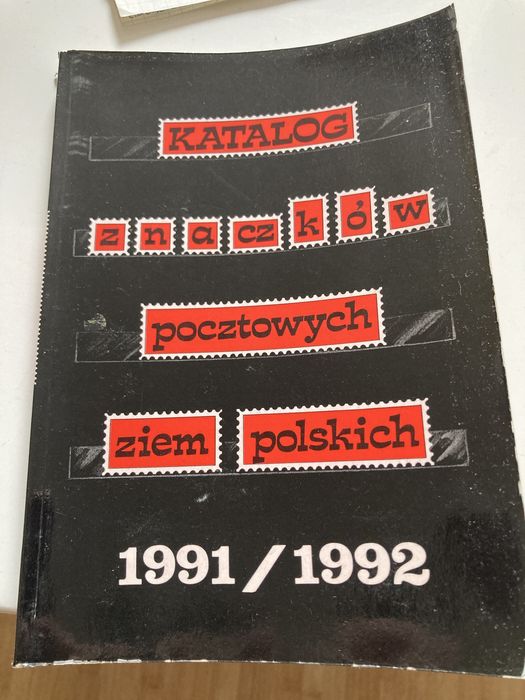 KATALOG
znaczków
pocztowych
ziem polskich
1991/1992